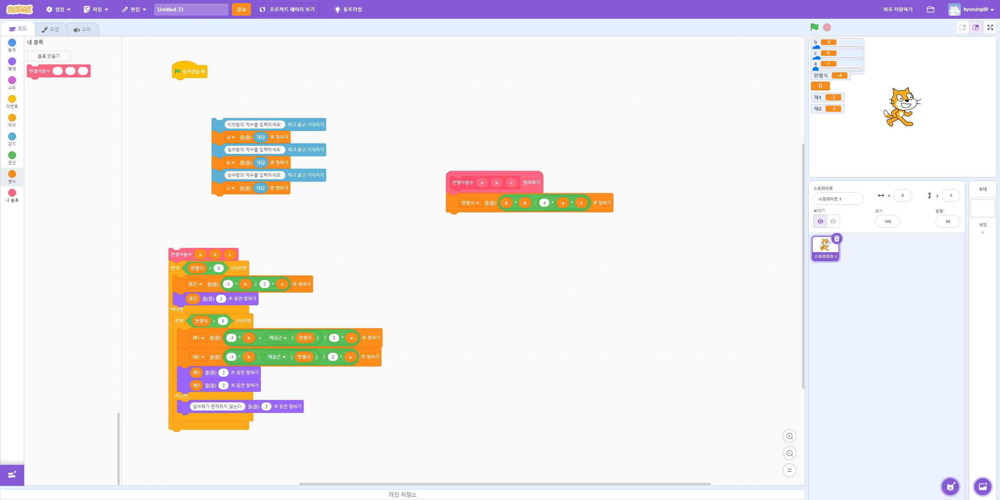 SCRATCH 설정 파일 편집 Untitled-33 공유 프로젝트 페이지 보기 튜토리얼 바로 저장하기 kyusung88
코드 모양 소리
동작
형태
소리
이벤트
제어
감지
연산
변수
내 블록
내 블록
블록 만들기
판별식함수
클릭했을 때
이차항의 계수를 입력하세요: 라고 묻고 기다리기
a 을(를) 대답 로 정하기
일차항의 계수를 입력하세요: 라고 묻고 기다리기
b 을(를) 대답 로 정하기
상수항의 계수를 입력하세요: 라고 묻고 기다리기
c 을(를) 대답 로 정하기
판별식함수 a b c 정의하기
판별식 을(를) b * b - 4 * a * c 로 정하기
판별식함수 a b c
만약 판별식 = 0 (이)라면
중근 을(를) -1 * b / 2 * a 로 정하기
중근 을(를) 2 초 동안 말하기
아니면
만약 판별식 > 0 (이)라면
해1 을(를) -1 * b + 제곱근 ( 판별식 ) / 2 * a 로 정하기
해2 을(를) -1 * b - 제곱근 ( 판별식 ) / 2 * a 로 정하기
해1 을(를) 2 초 동안 말하기
해2 을(를) 2 초 동안 말하기
아니면
실수해가 존재하지 않는다. 을(를) 2 초 동안 말하기
개인 저장소
b 4
c 5
a 1
판별식 -4
0
해1 -2
해2 -3
스프라이트
스프라이트 1 x 0 y 0
보이기 크기 방향
100 90
스프라이트 1
무대
배경
1